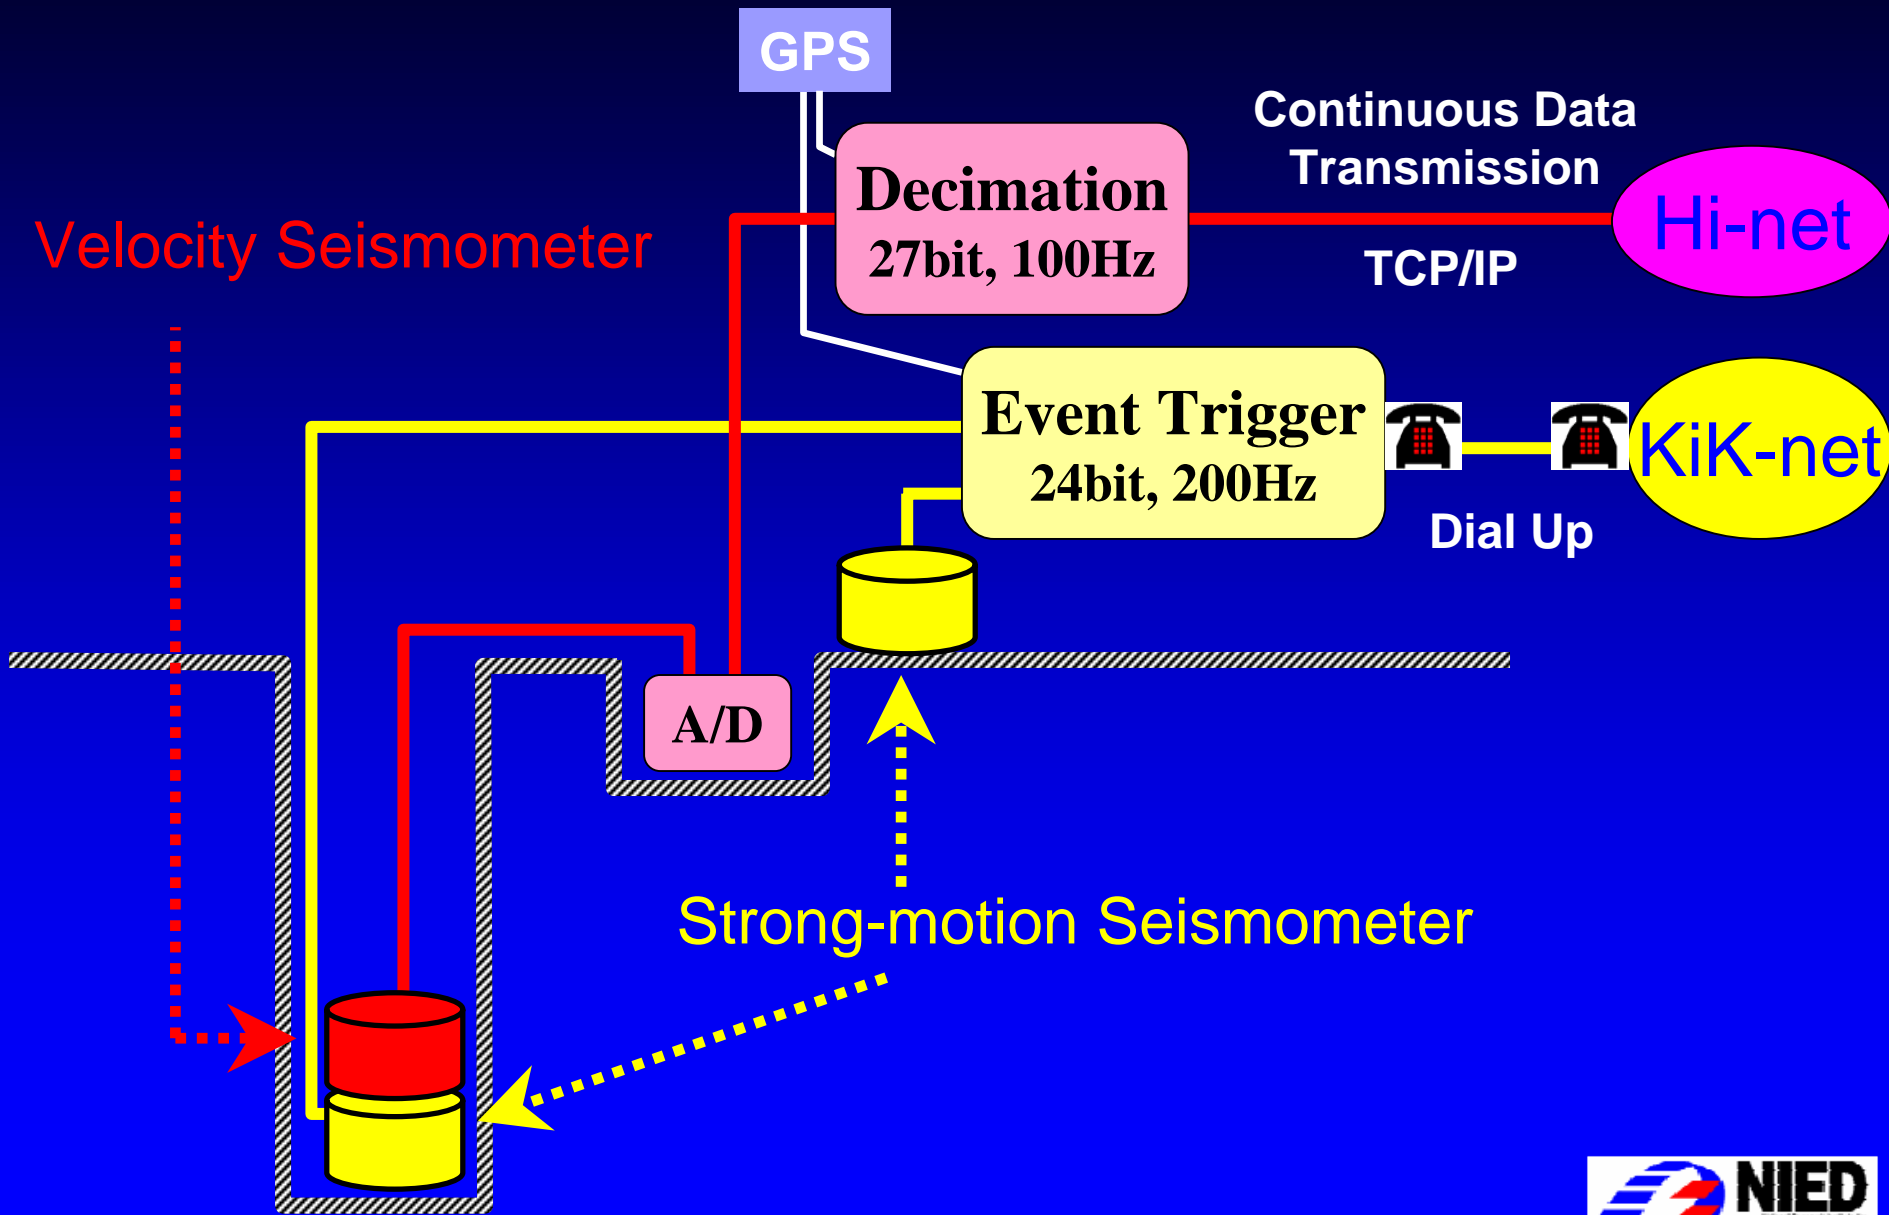 GPS
Continuous Data
Transmission
Decimation
27bit, 100Hz
Hi-net
Velocity Seismometer
TCP/IP
Event Trigger
24bit, 200Hz
KiK-net
Dial Up
A/D
Strong-motion Seismometer
NIED